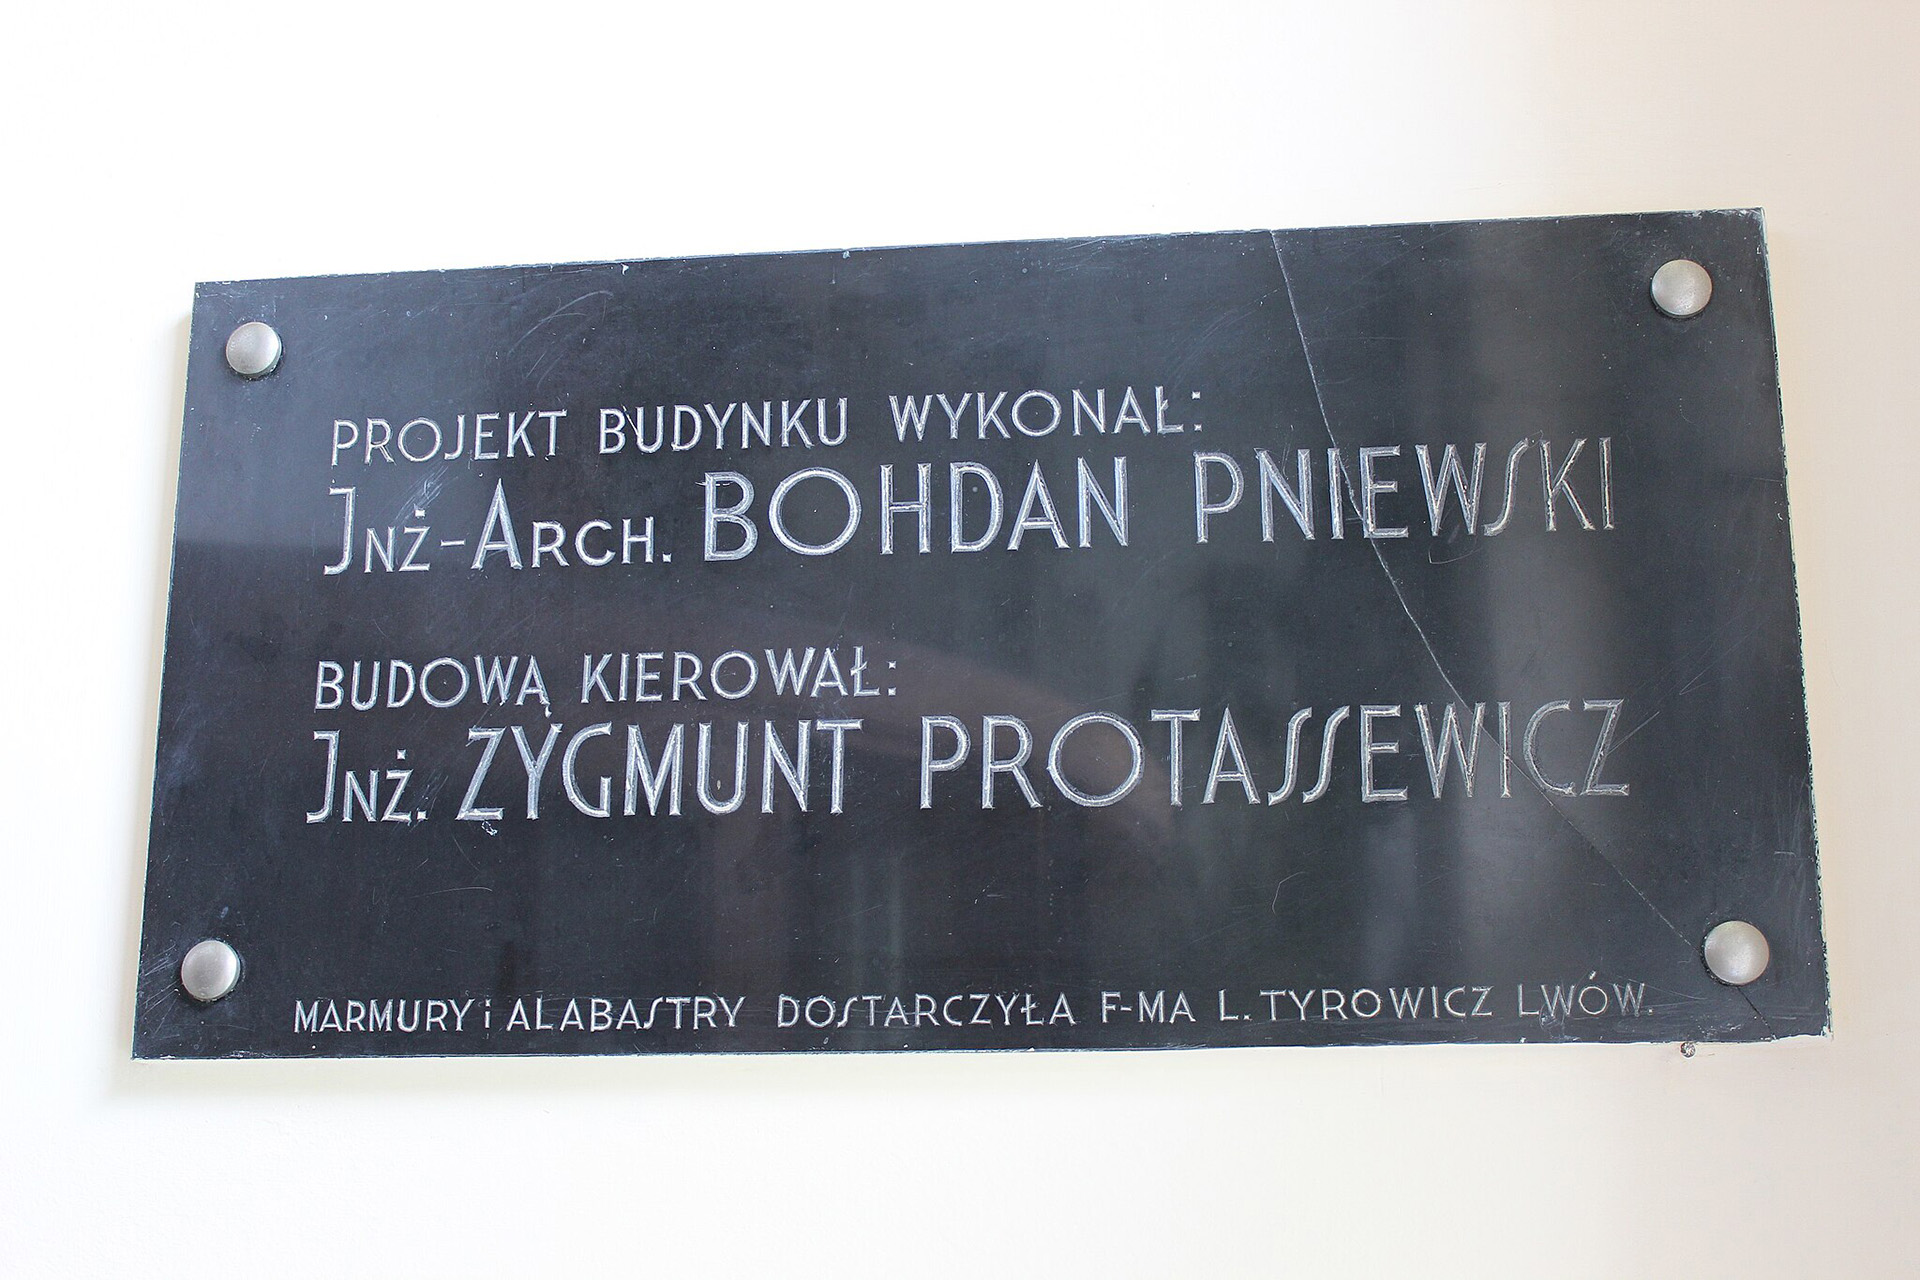 PROJEKT BUDYNKU WYKONAŁ:
JNŻ-ARCH. BOHDAN PNIEWSKI
BUDOWĄ KIEROWAŁ:
JNŻ. ZYGMUNT PROTASSEWICZ
MARMURY i ALABASTRY DOSTARCZYŁA F-MA L. TYROWICZ LWÓW.